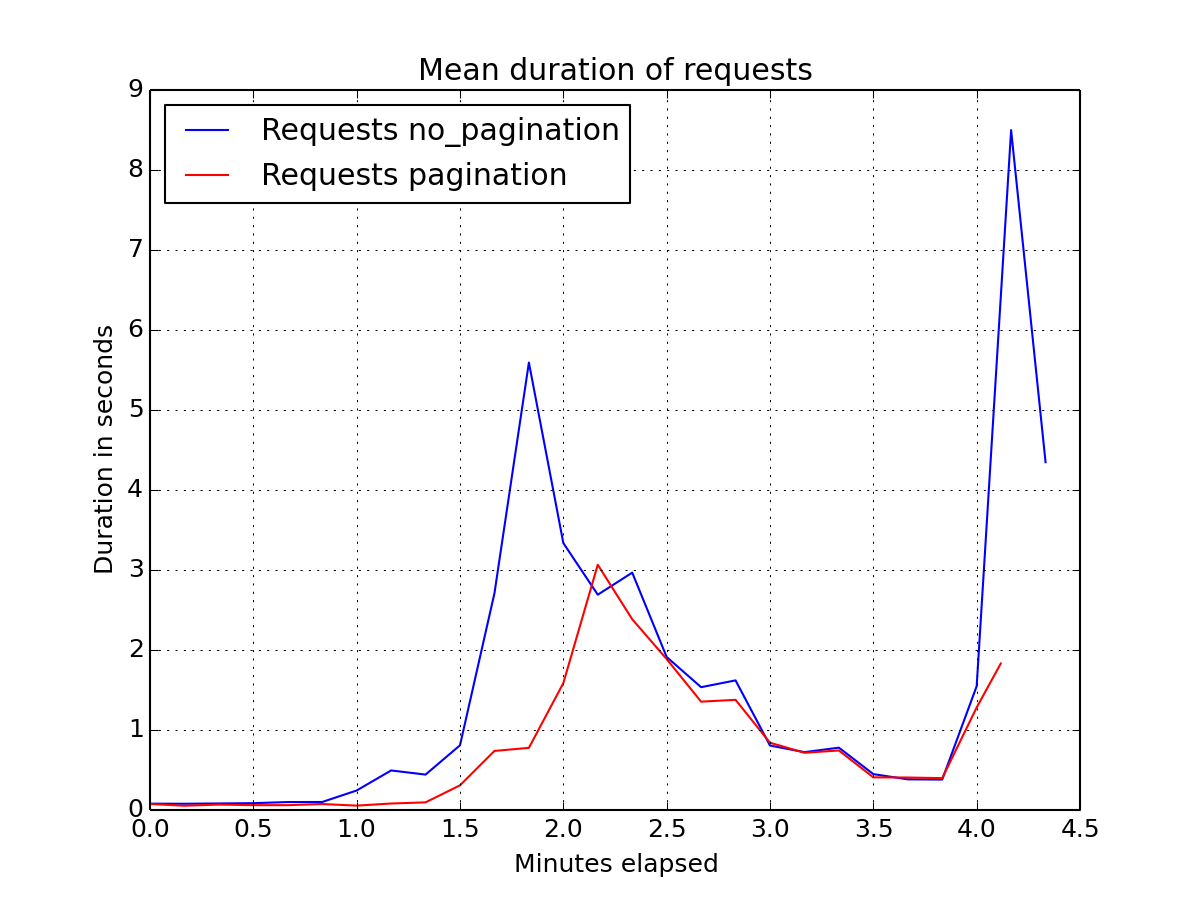 Mean duration of requests
9
8
7
6
5
4
3
2
1
0
Requests no_pagination
Requests pagination
Duration in seconds
0.0 0.5 1.0 1.5 2.0 2.5 3.0 3.5 4.0 4.5
Minutes elapsed